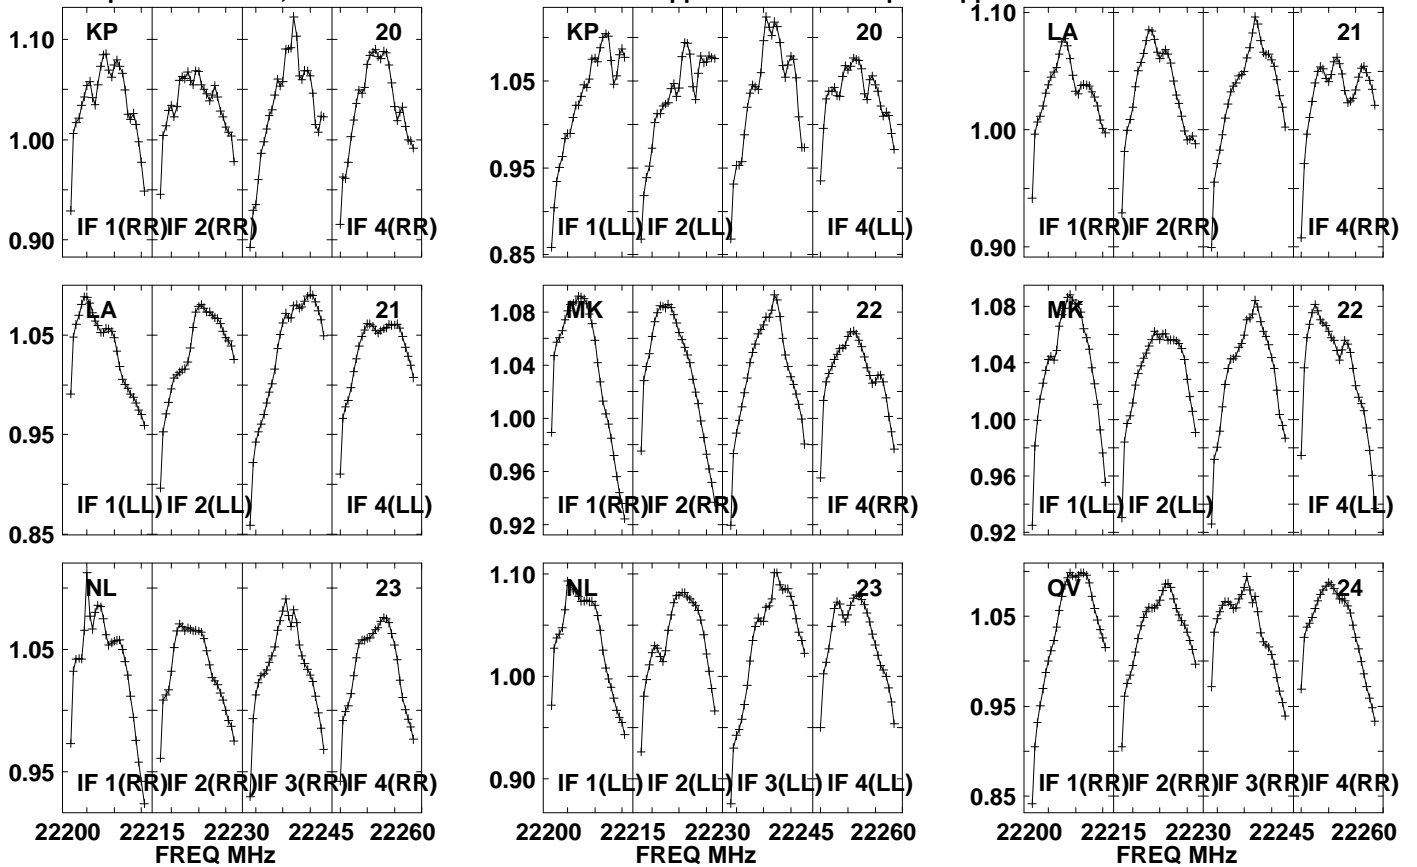 KP 20 KP 20 LA 21
1.10 1.05 1.10
1.00 0.95 1.00
0.90 0.85 0.90
IF 1(RR) IF 2(RR) IF 4(RR) IF 1(LL) IF 2(LL) IF 4(LL) IF 1(RR) IF 2(RR) IF 4(RR)
LA 21 MK 22 MK 22
1.05 1.08 1.08
0.95 1.04 1.04
0.85 1.00 1.00
0.96 0.96
0.92 0.92
IF 1(LL) IF 2(LL) IF 4(LL) IF 1(RR) IF 2(RR) IF 4(RR) IF 1(LL) IF 2(LL) IF 4(LL)
NL 23 NL 23 OV 24
1.05 1.10 1.05
0.95 1.00 0.95
0.90 0.85
IF 1(RR) IF 2(RR) IF 3(RR) IF 4(RR) IF 1(LL) IF 2(LL) IF 3(LL) IF 4(LL) IF 1(RR) IF 2(RR) IF 3(RR) IF 4(RR)
22200 22215 22230 22245 22260 22200 22215 22230 22245 22260 22200 22215 22230 22245 22260
FREQ MHz FREQ MHz FREQ MHz